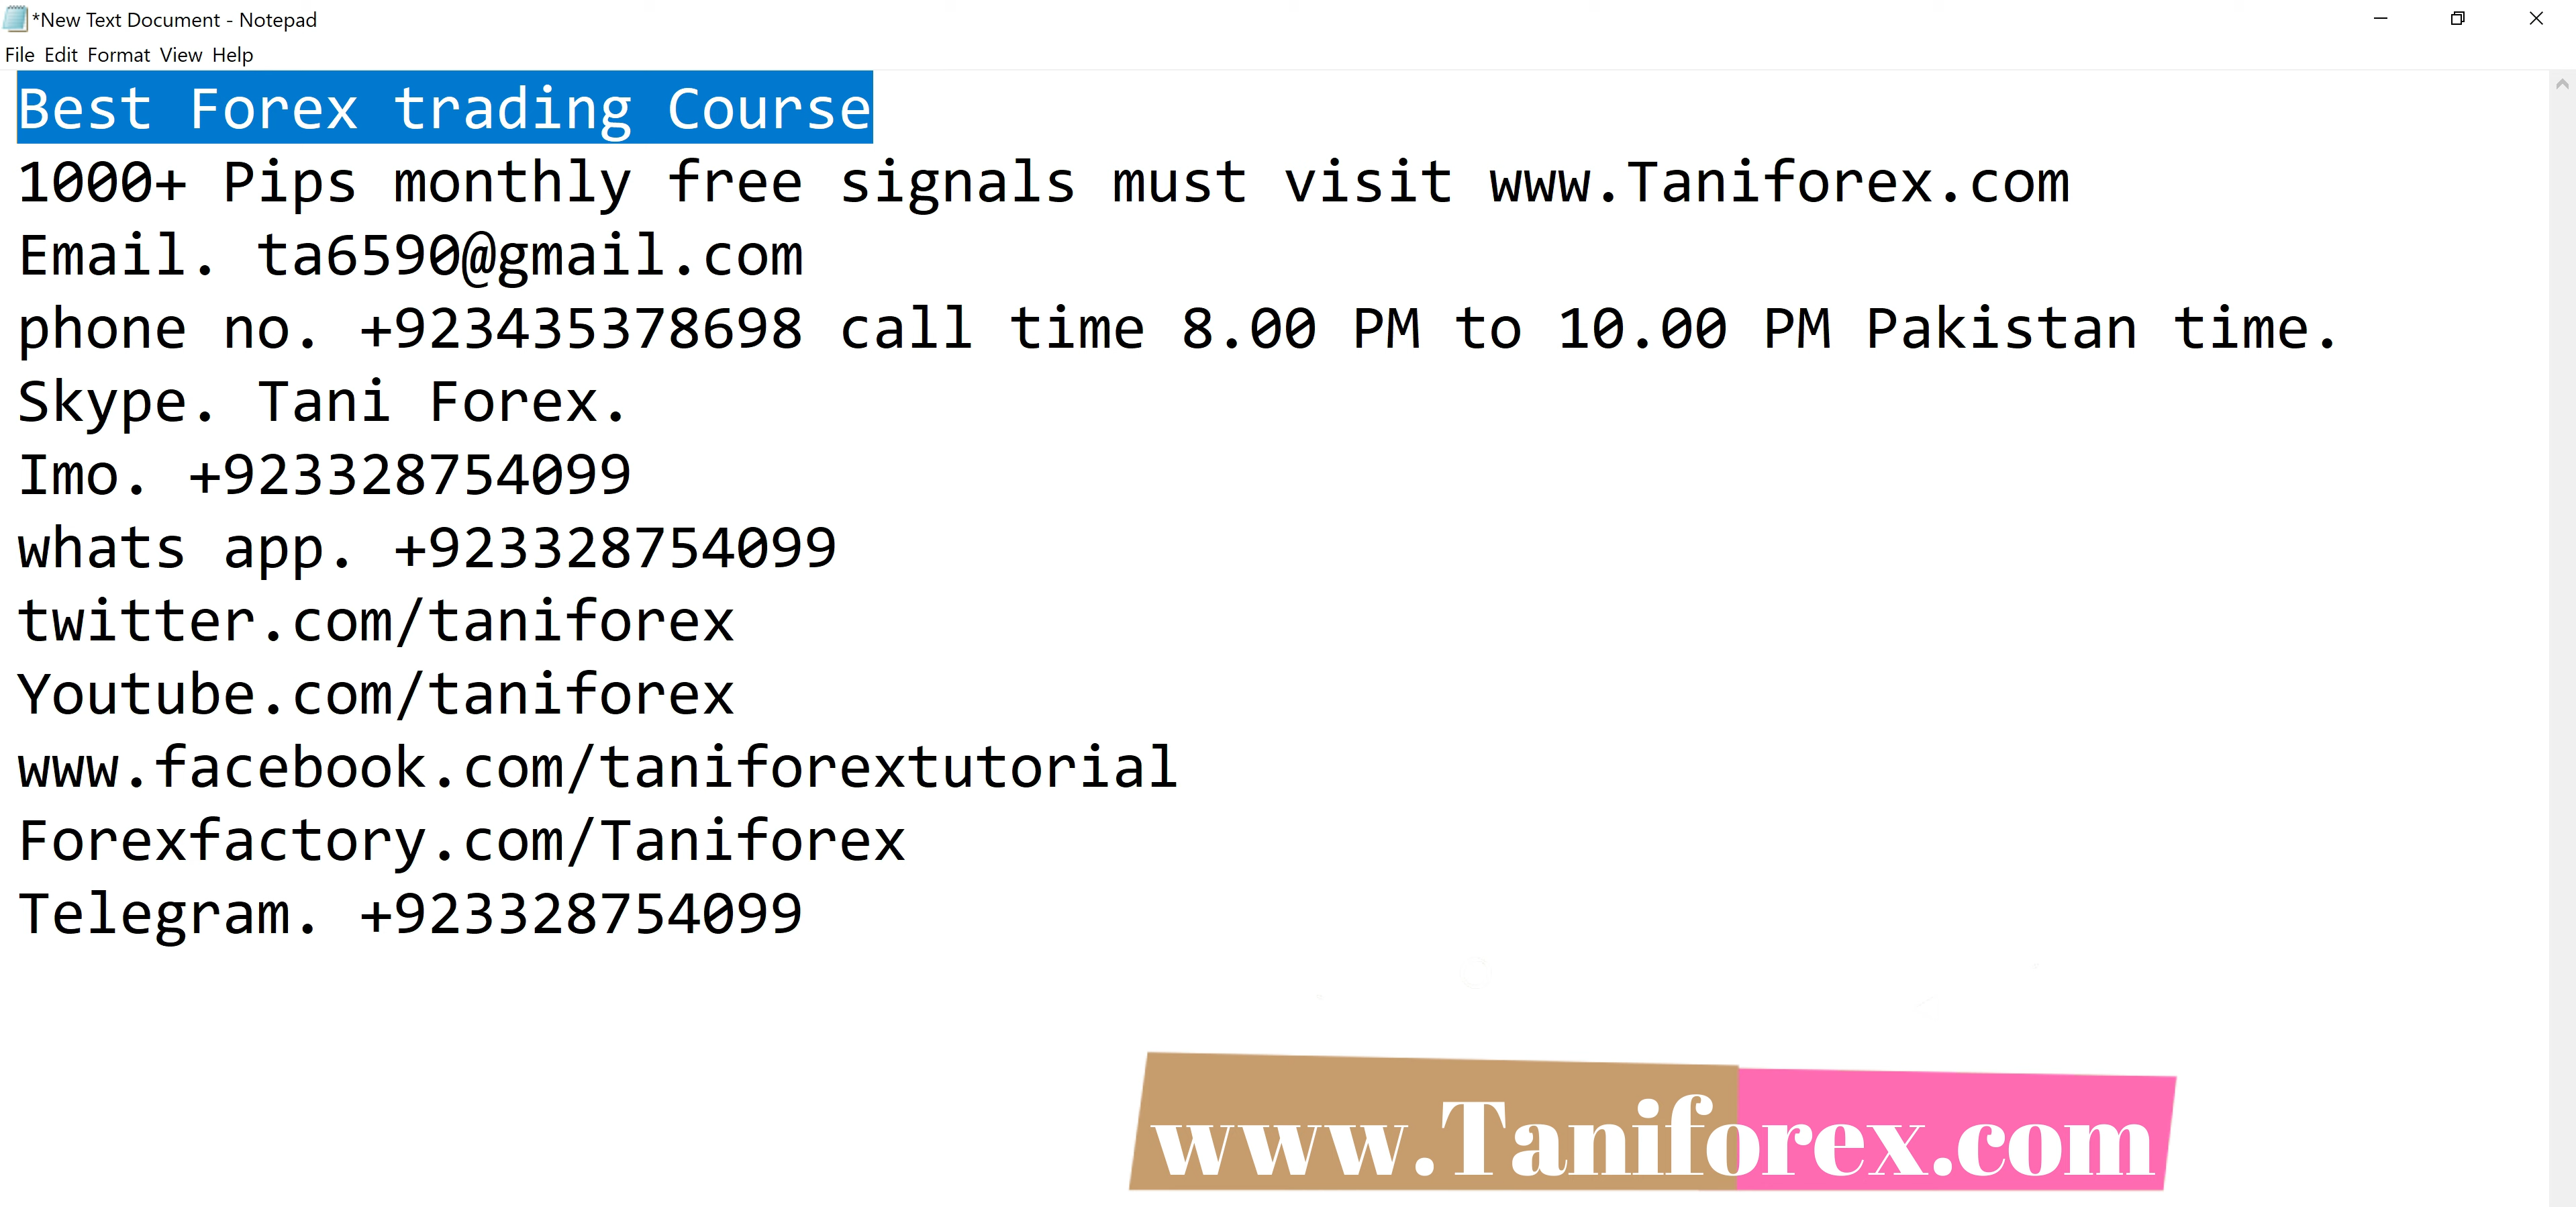 *New Text Document - Notepad
File Edit Format View Help
Best Forex trading Course
1000+ Pips monthly free signals must visit www.Taniforex.com
Email. ta6590@gmail.com
phone no. +923435378698 call time 8.00 PM to 10.00 PM Pakistan time.
Skype. Tani Forex.
Imo. +923328754099
whats app. +923328754099
twitter.com/taniforex
Youtube.com/taniforex
www.facebook.com/taniforextutorial
Forexfactory.com/Taniforex
Telegram. +923328754099
www.Taniforex.com